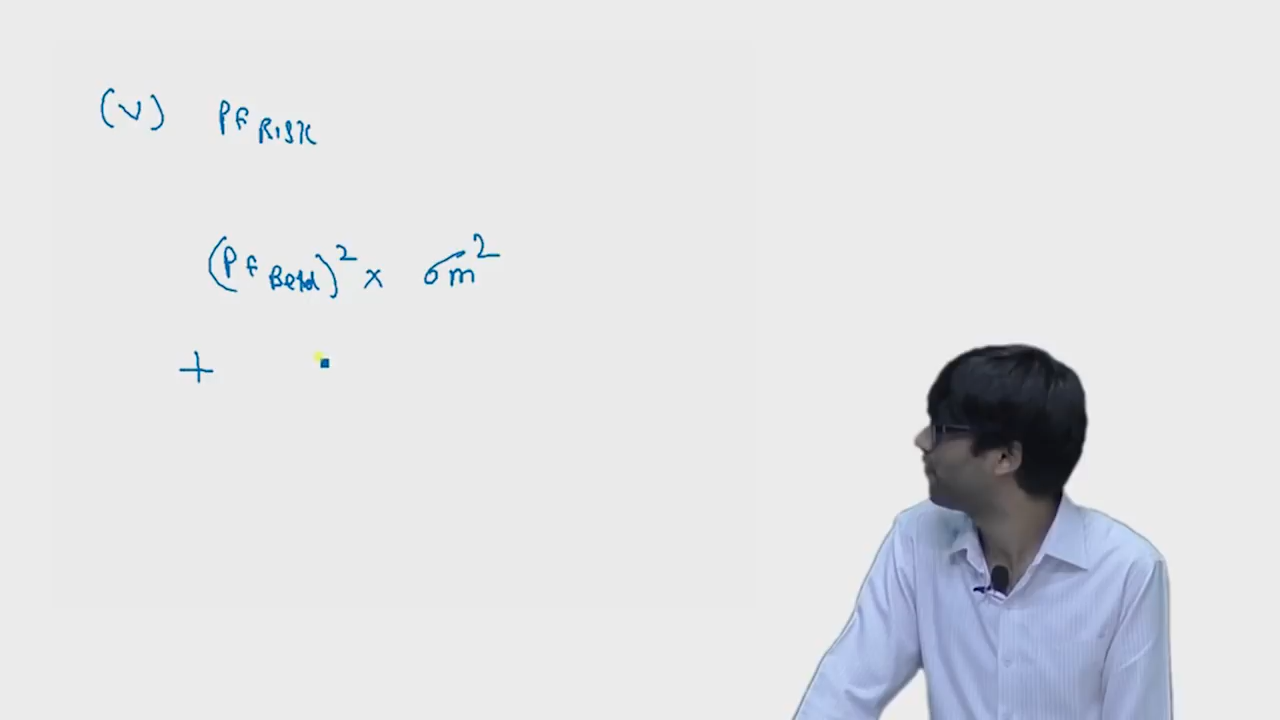 (V) Pf RISK
(Pf Beta)² × σm²
+